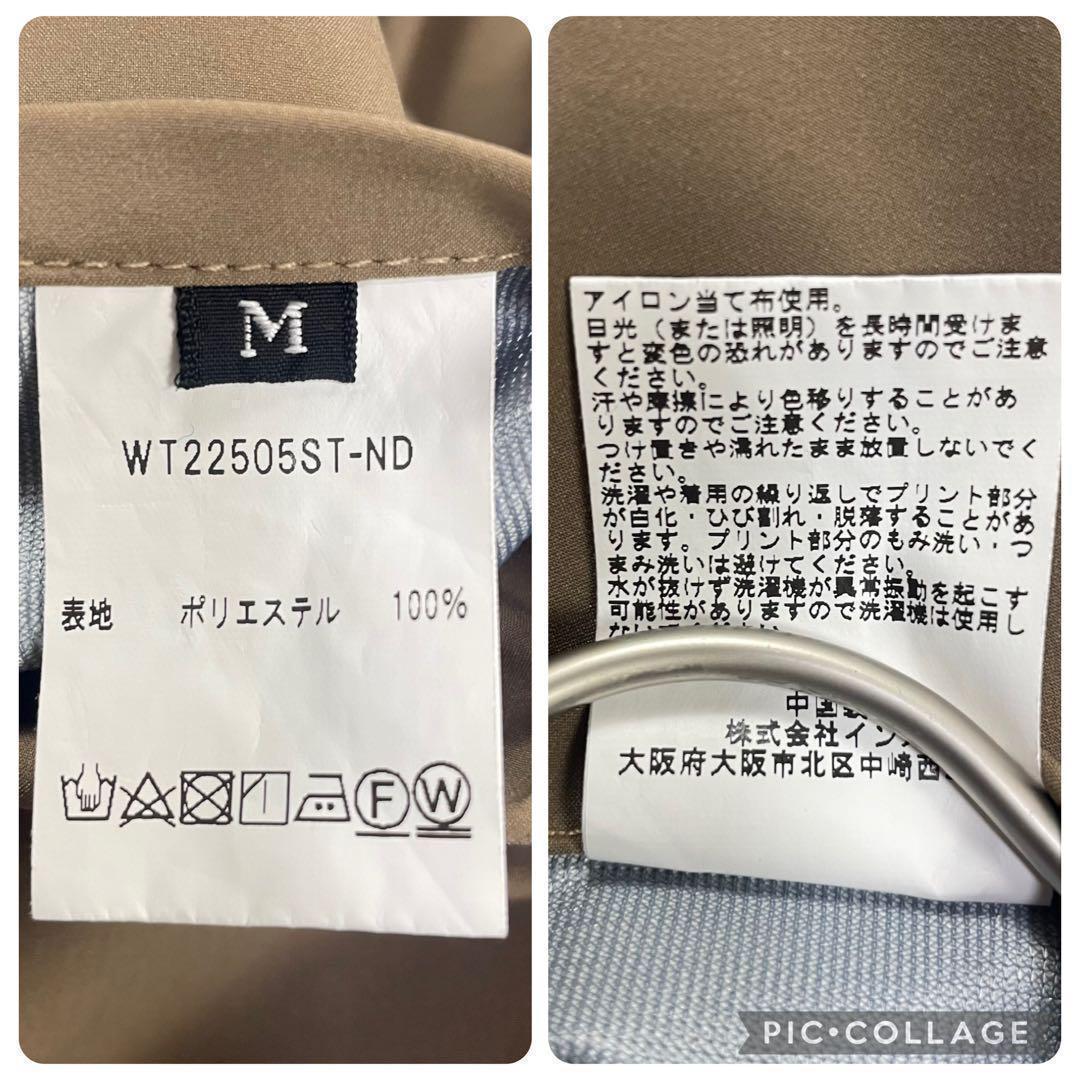 M
WT22505ST-ND
表地 ポリエステル 100%
F W
アイロン当て布使用。
日光(または照明)を長時間受けま
すと変色の恐れがありますのでご注意
ください。
汗や摩擦により色移りすることがあ
りますのでご注意ください。
つけ置きや濡れたまま放置しないでく
ださい。
洗濯や着用の繰り返しでプリント部分
が白化・ひび割れ・脱落することがあ
ります。プリント部分のもみ洗い・つ
まみ洗いは避けてください。
水が抜けず洗濯機が異常振動を起こす
可能性がありますので洗濯機は使用し
中国
株式会社イン
大阪府大阪市北区中崎西
PIC•COLLAGE